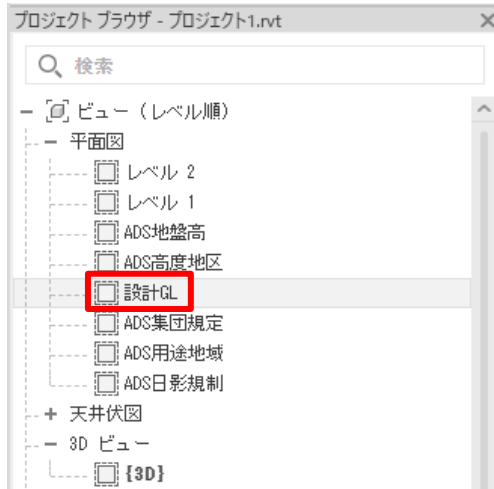 プロジェクト ブラウザ - プロジェクト1.rvt
検索
ビュー (レベル順)
平面図
レベル 2
レベル 1
ADS地盤高
ADS高度地区
設計GL
ADS集団規定
ADS用途地域
ADS日影規制
天井伏図
3D ビュー
{3D}